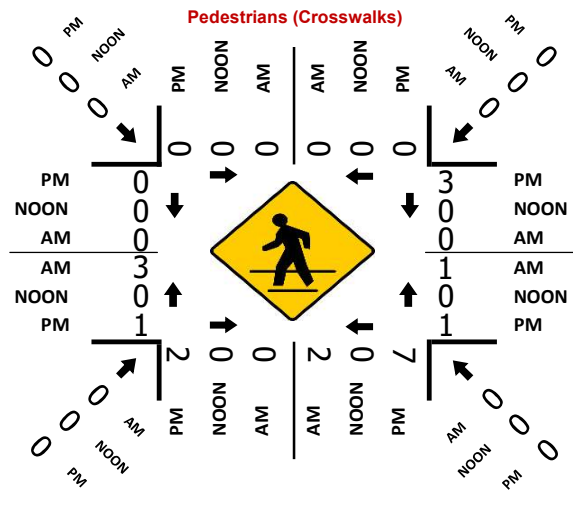 Pedestrians (Crosswalks)
PM NOON AM
0 0 0
PM NOON AM
0 0 0
AM NOON PM
0 0 0
PM NOON AM
0 0 0
PM 0
NOON 0
AM 0
AM 3
NOON 0
PM 1
3 PM
0 NOON
0 AM
1 AM
0 NOON
1 PM
2 0 0
PM NOON AM
2 0 7
AM NOON PM
0 0 0
AM NOON PM
0 0 0
AM NOON PM